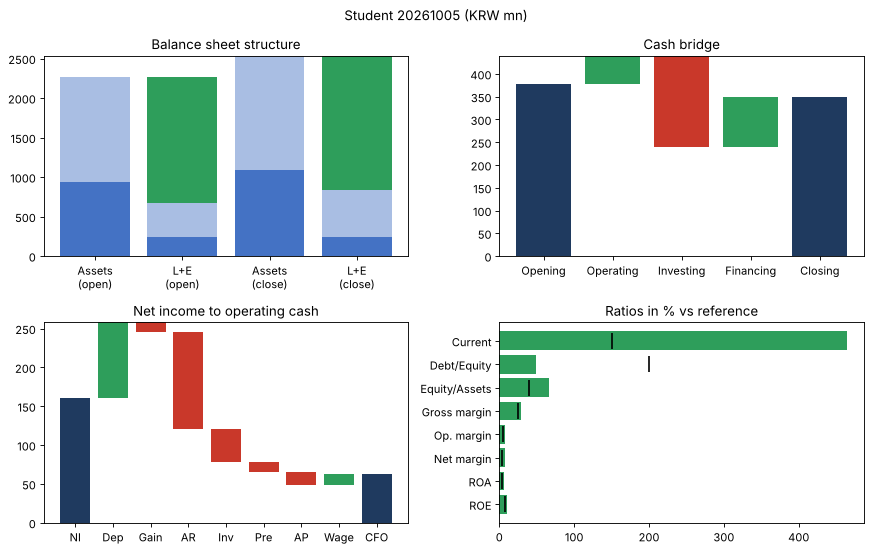 Student 20261005 (KRW mn)
Balance sheet structure
2500
2000
1500
1000
500
0
Assets
(open)
L+E
(open)
Assets
(close)
L+E
(close)
Cash bridge
400
350
300
250
200
150
100
50
0
Opening
Operating
Investing
Financing
Closing
Net income to operating cash
250
200
150
100
50
0
NI
Dep
Gain
AR
Inv
Pre
AP
Wage
CFO
Ratios in % vs reference
Current
Debt/Equity
Equity/Assets
Gross margin
Op. margin
Net margin
ROA
ROE
0
100
200
300
400